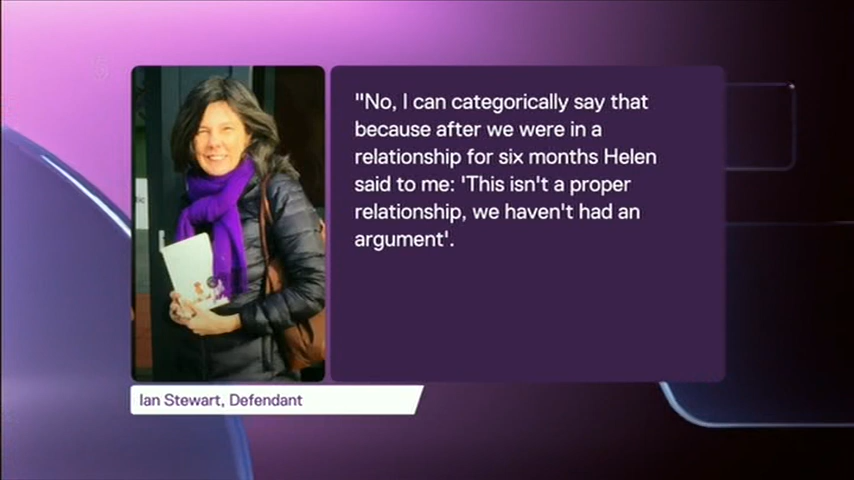 "No, I can categorically say that
because after we were in a
relationship for six months Helen
said to me: 'This isn't a proper
relationship, we haven't had an
argument'.
Ian Stewart, Defendant